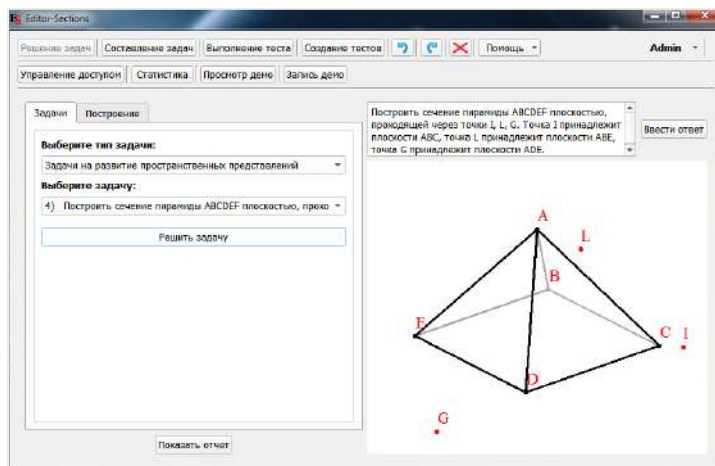 Editor-Sections
Решение задач Составление задач Выполнение теста Создание тестов Помощь Admin
Управление доступом Статистика Просмотр демо Запись демо
Задачи Построение
Выберите тип задачи:
Задачи на развитие пространственных представлений
Выберите задачу:
4) Построить сечение пирамиды ABCDEF плоскостью, прохо
Решить задачу
Показать отчет
Построить сечение пирамиды ABCDEF плоскостью,
проходящей через точки I, L, G. Точка I принадлежит
плоскости ABC, точка L принадлежит плоскости ABE,
точка G принадлежит плоскости ADE.
Ввести ответ
A
L
B
E
C I
D
G